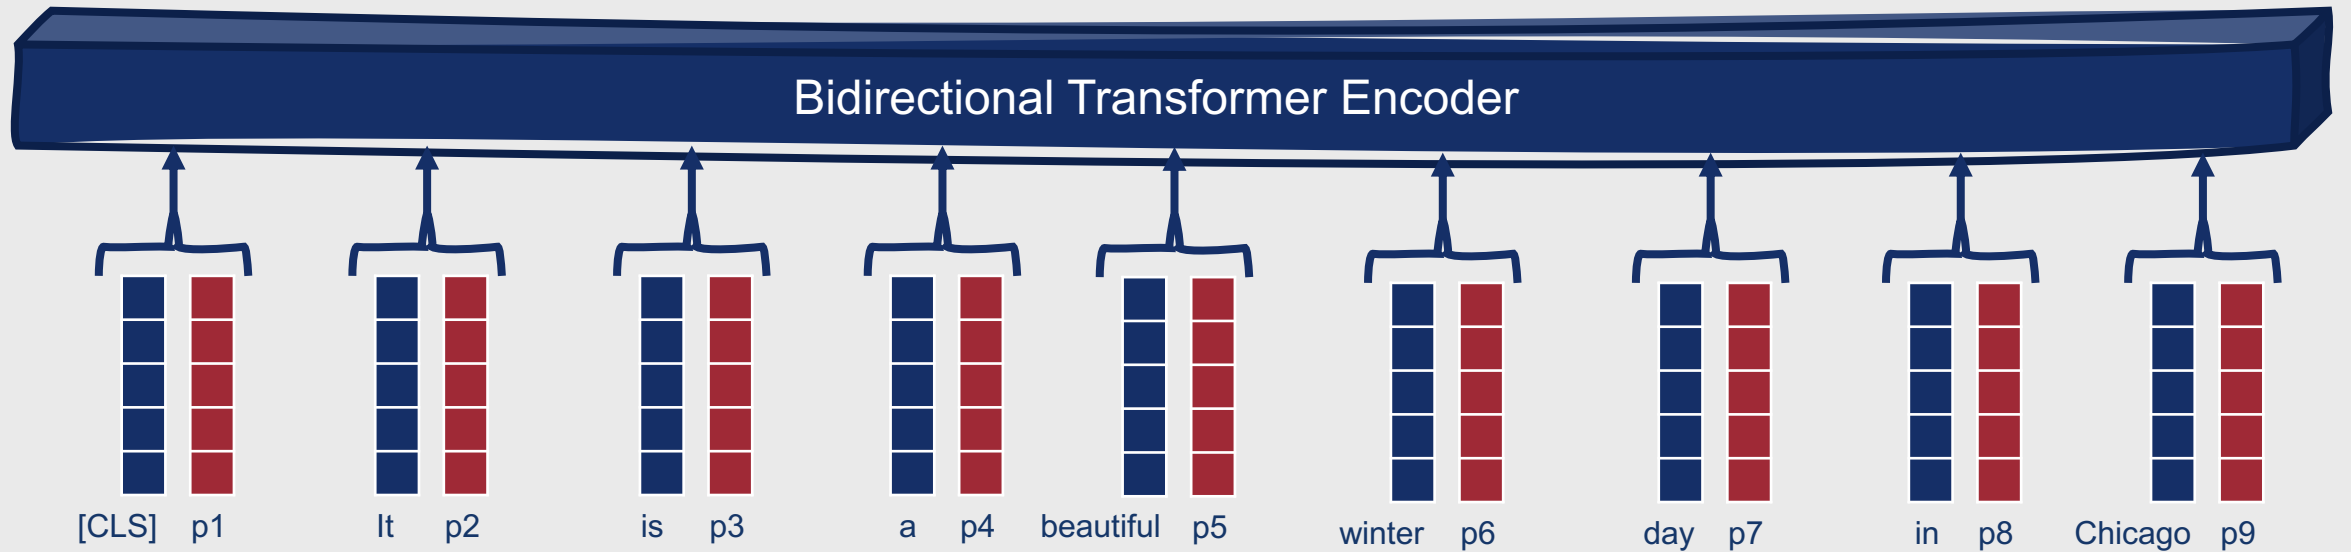 Bidirectional Transformer Encoder
[CLS] p1 It p2 is p3 a p4 beautiful p5 winter p6 day p7 in p8 Chicago p9